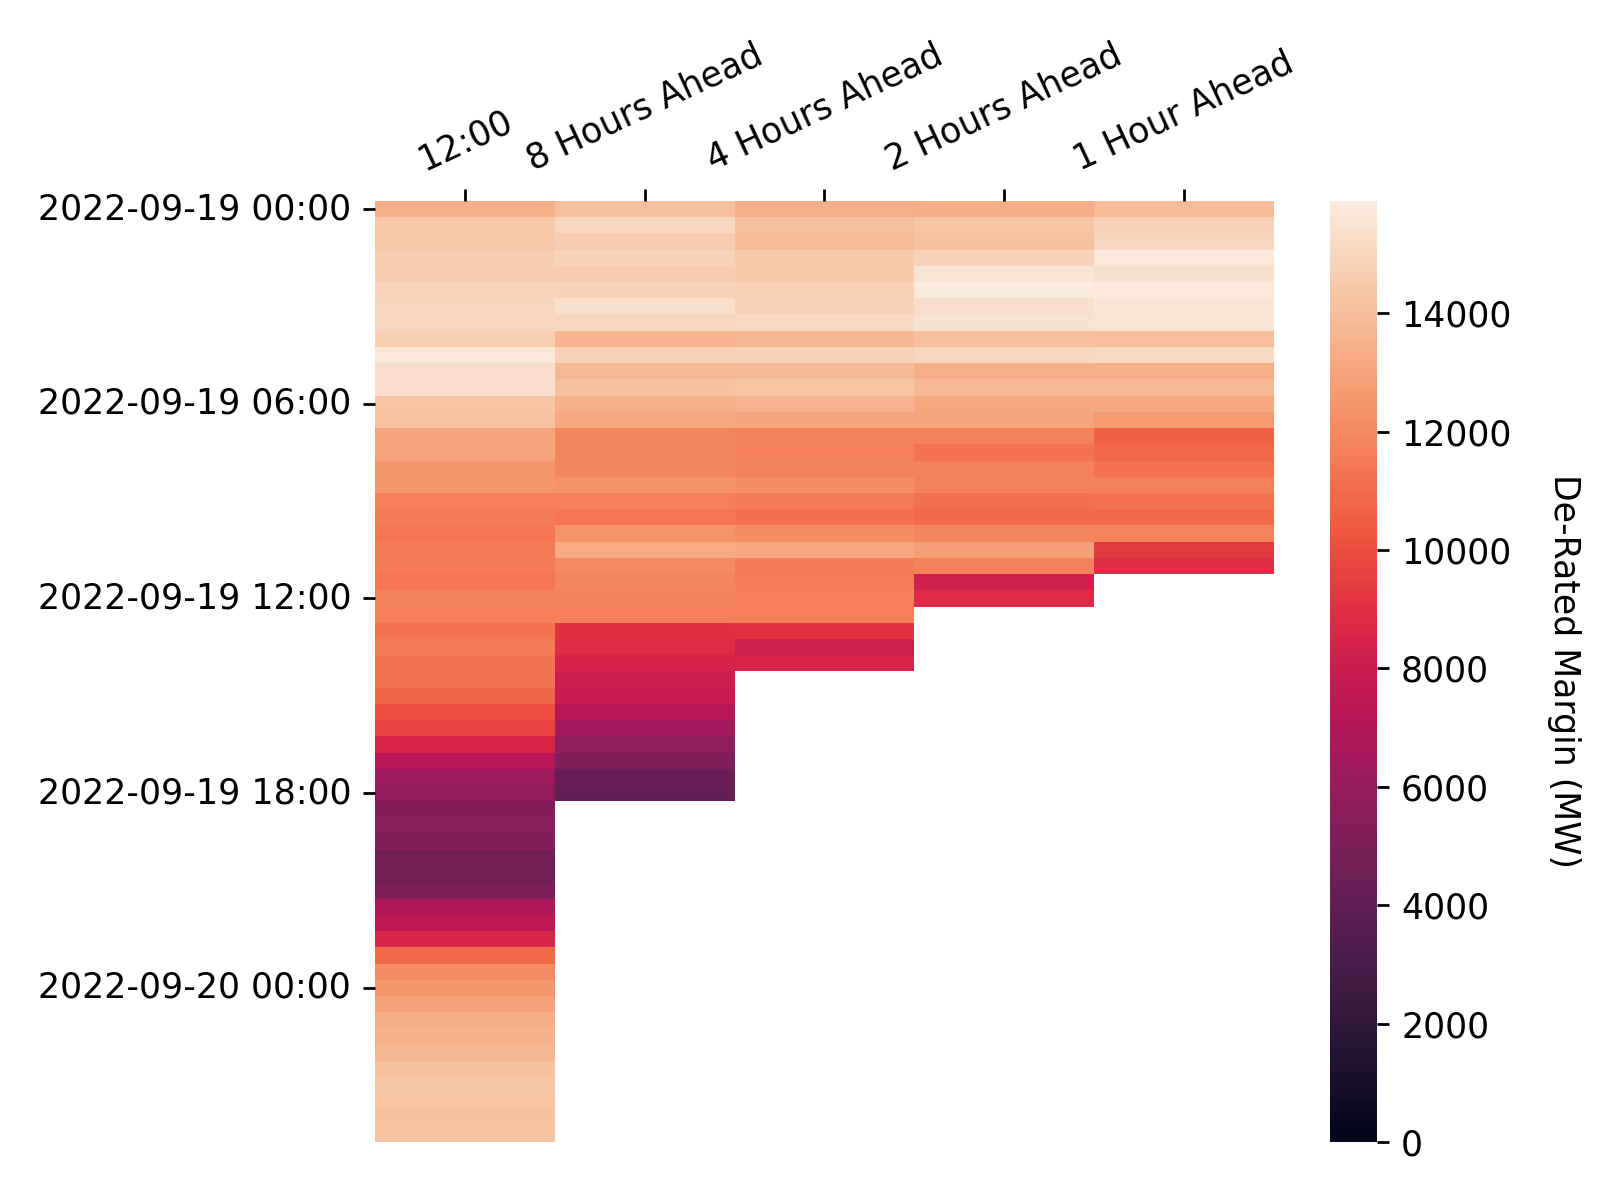 12:00
8 Hours Ahead
4 Hours Ahead
2 Hours Ahead
1 Hour Ahead
2022-09-19 00:00
2022-09-19 06:00
2022-09-19 12:00
2022-09-19 18:00
2022-09-20 00:00
14000
12000
10000
8000
6000
4000
2000
0
De-Rated Margin (MW)